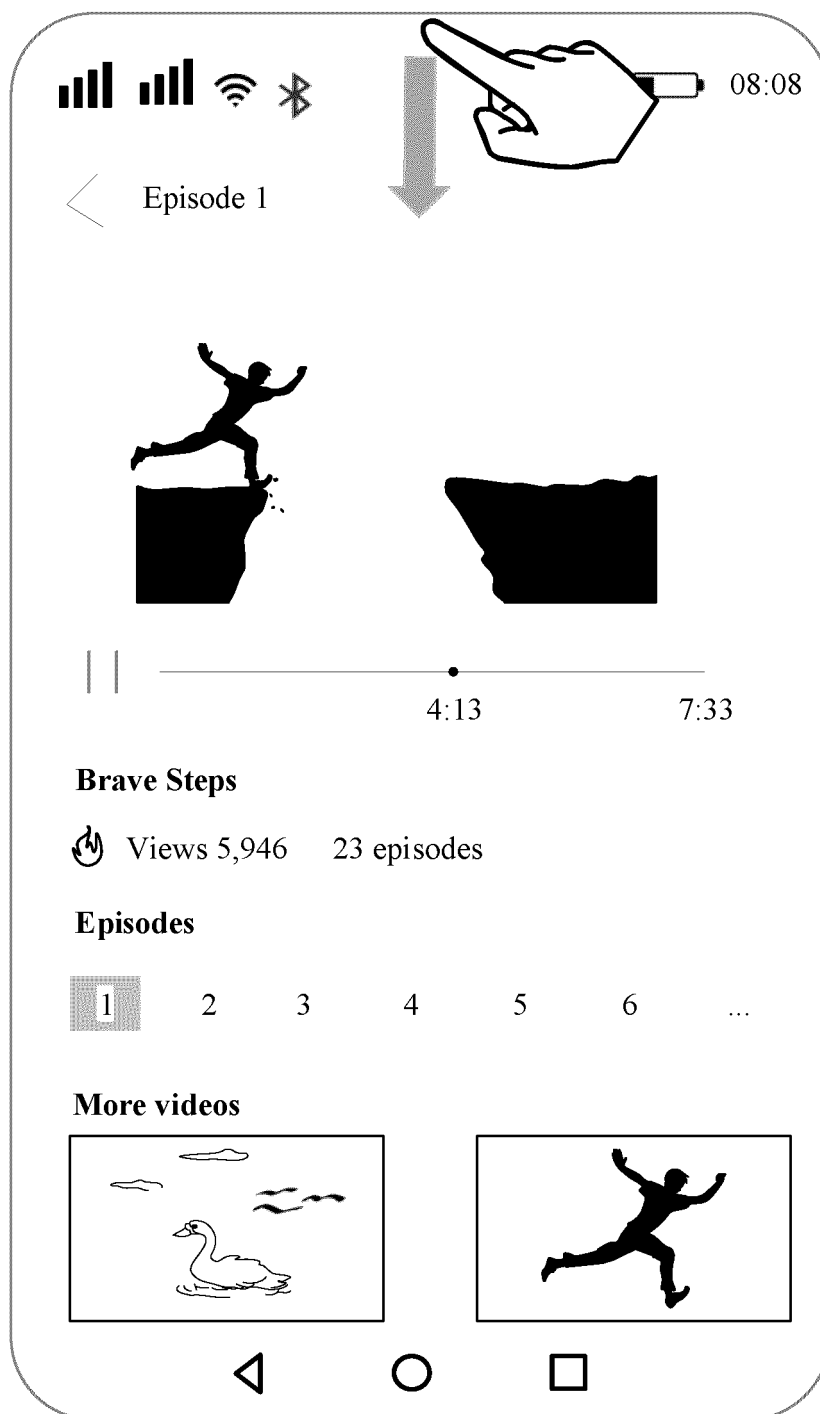 08:08
Episode 1
4:13 7:33
Brave Steps
Views 5,946 23 episodes
Episodes
1 2 3 4 5 6 ...
More videos